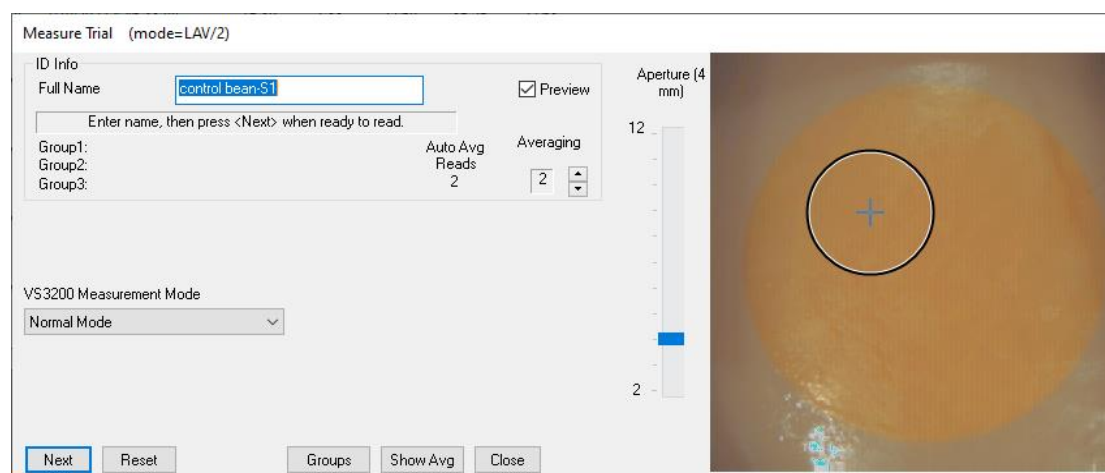 Measure Trial (mode=LAV/2)
ID Info
Full Name
control bean-S1
Preview
Enter name, then press <Next> when ready to read.
Group1:
Group2:
Group3:
Auto Avg
Reads
2
Averaging
2
VS3200 Measurement Mode
Normal Mode
Next
Reset
Groups
Show Avg
Close
Aperture (4
mm)
12
2